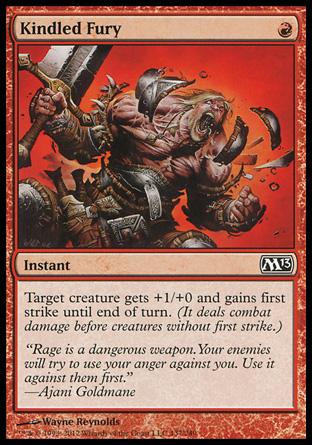 Kindled Fury
Instant
M13
Target creature gets +1/+0 and gains first
strike until end of turn. (It deals combat
damage before creatures without first strike.)
"Rage is a dangerous weapon.Your enemies
will try to use your anger against you. Use it
against them first."
—Ajani Goldmane
Wayne Reynolds